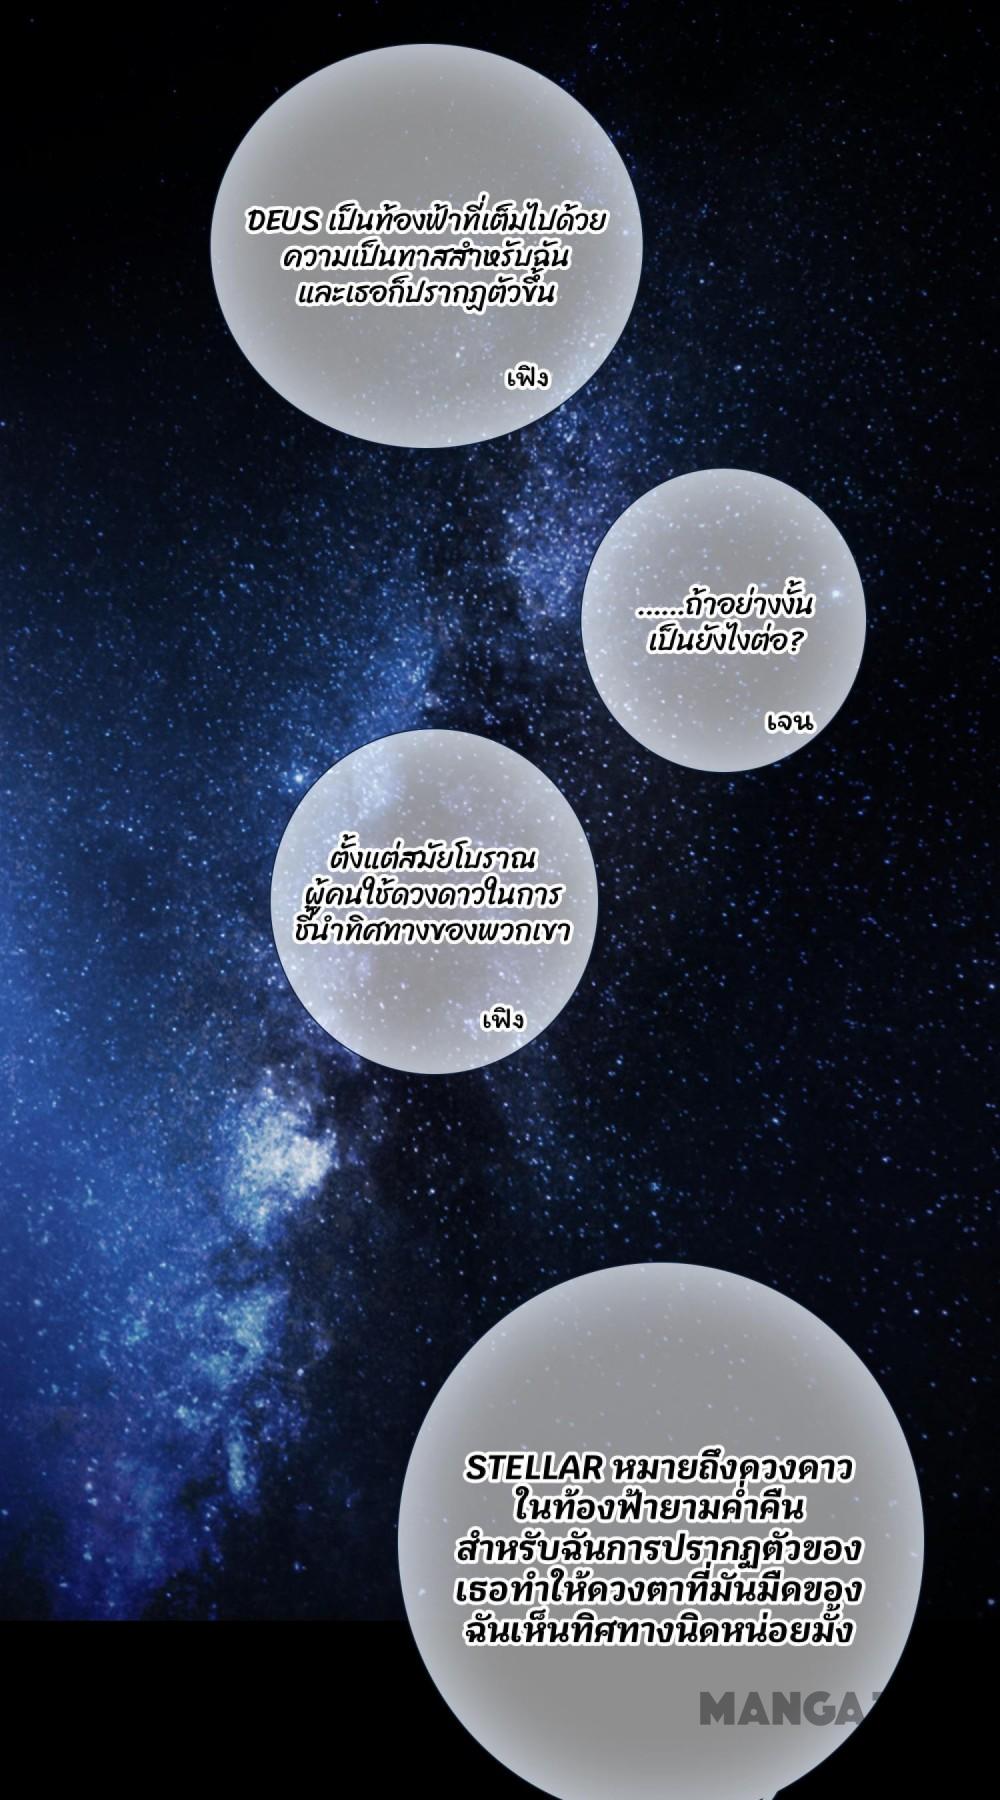 DEUS เป็นท้องฟ้าที่เต็มไปด้วย
ความเป็นทาสสำหรับฉัน
และเธอก็ปรากฏตัวขึ้น
เฟิง
......ถ้าอย่างงั้น
เป็นยังไงต่อ?
เจน
ตั้งแต่สมัยโบราณ
ผู้คนใช้ดวงดาวในการ
ชี้นำทิศทางของพวกเขา
เฟิง
STELLAR หมายถึงดวงดาว
ในท้องฟ้ายามค่ำคืน
สำหรับฉันการปรากฏตัวของ
เธอทำให้ดวงตาที่มันมืดของ
ฉันเห็นทิศทางนิดหน่อยมั้ง